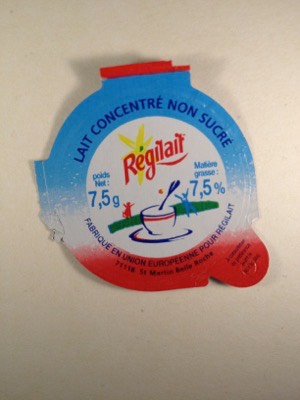 LAIT CONCENTRÉ NON SUCRÉ
Régilait
poids
Net :
7,5g
Matière
grasse :
7,5%
FABRIQUÉ EN UNION EUROPÉENNE POUR RÉGILAIT
71118 St Martin Belle Roche